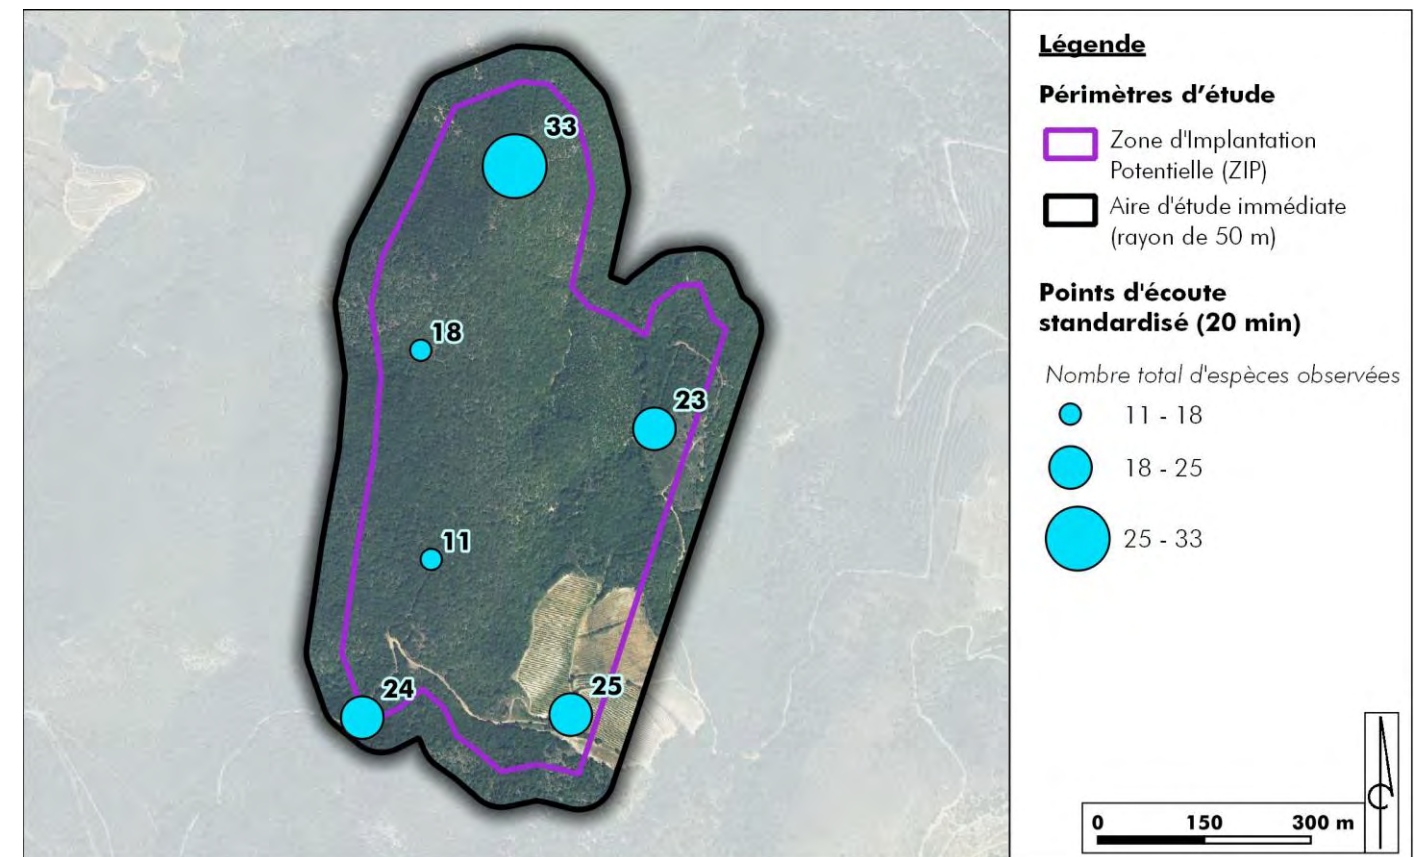 33
18
23
11
24
25
Légende
Périmètres d'étude
Zone d'Implantation
Potentielle (ZIP)
Aire d'étude immédiate
(rayon de 50 m)
Points d'écoute
standardisé (20 min)
Nombre total d'espèces observées
11 - 18
18 - 25
25 - 33
0 150 300 m